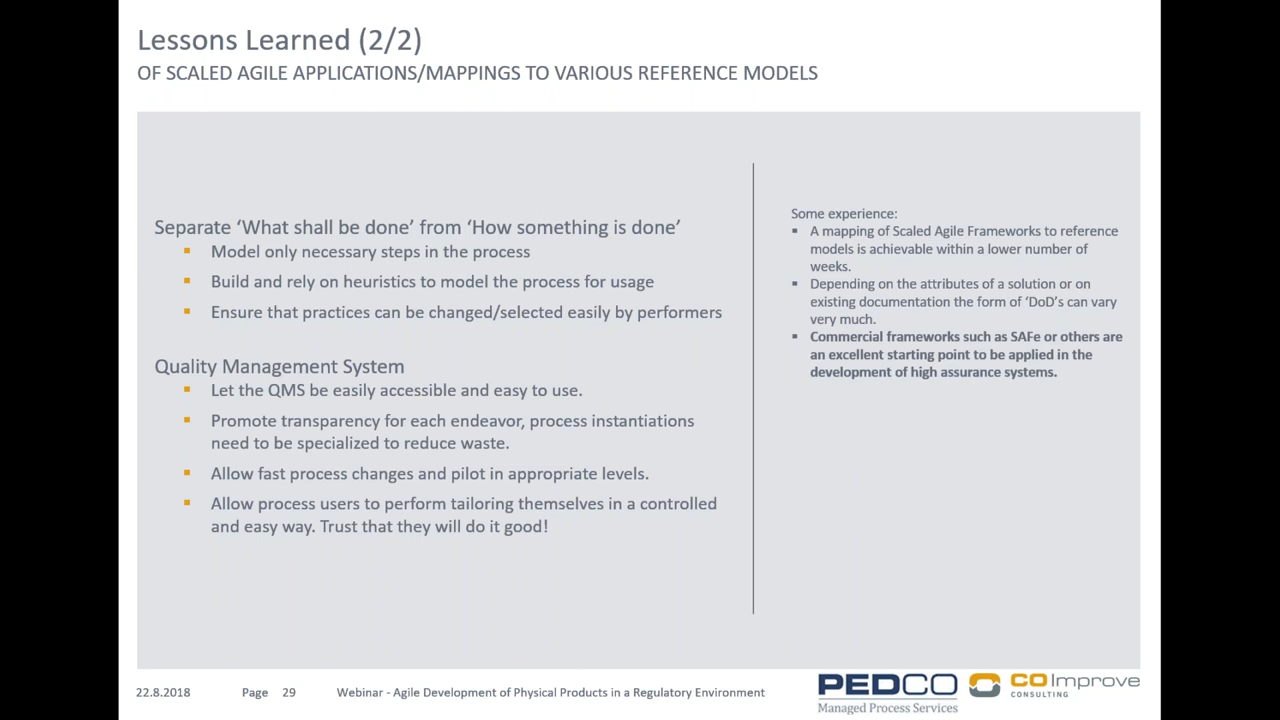 Lessons Learned (2/2)
OF SCALED AGILE APPLICATIONS/MAPPINGS TO VARIOUS REFERENCE MODELS
Separate ‘What shall be done’ from ‘How something is done’
▪ Model only necessary steps in the process
▪ Build and rely on heuristics to model the process for usage
▪ Ensure that practices can be changed/selected easily by performers
Quality Management System
▪ Let the QMS be easily accessible and easy to use.
▪ Promote transparency for each endeavor, process instantiations
need to be specialized to reduce waste.
▪ Allow fast process changes and pilot in appropriate levels.
▪ Allow process users to perform tailoring themselves in a controlled
and easy way. Trust that they will do it good!
Some experience:
▪ A mapping of Scaled Agile Frameworks to reference
models is achievable within a lower number of
weeks.
▪ Depending on the attributes of a solution or on
existing documentation the form of ‘DoD’s can vary
very much.
▪ Commercial frameworks such as SAFe or others are
an excellent starting point to be applied in the
development of high assurance systems.
22.8.2018 Page 29 Webinar - Agile Development of Physical Products in a Regulatory Environment
PEDCO
Managed Process Services
COImprove
CONSULTING